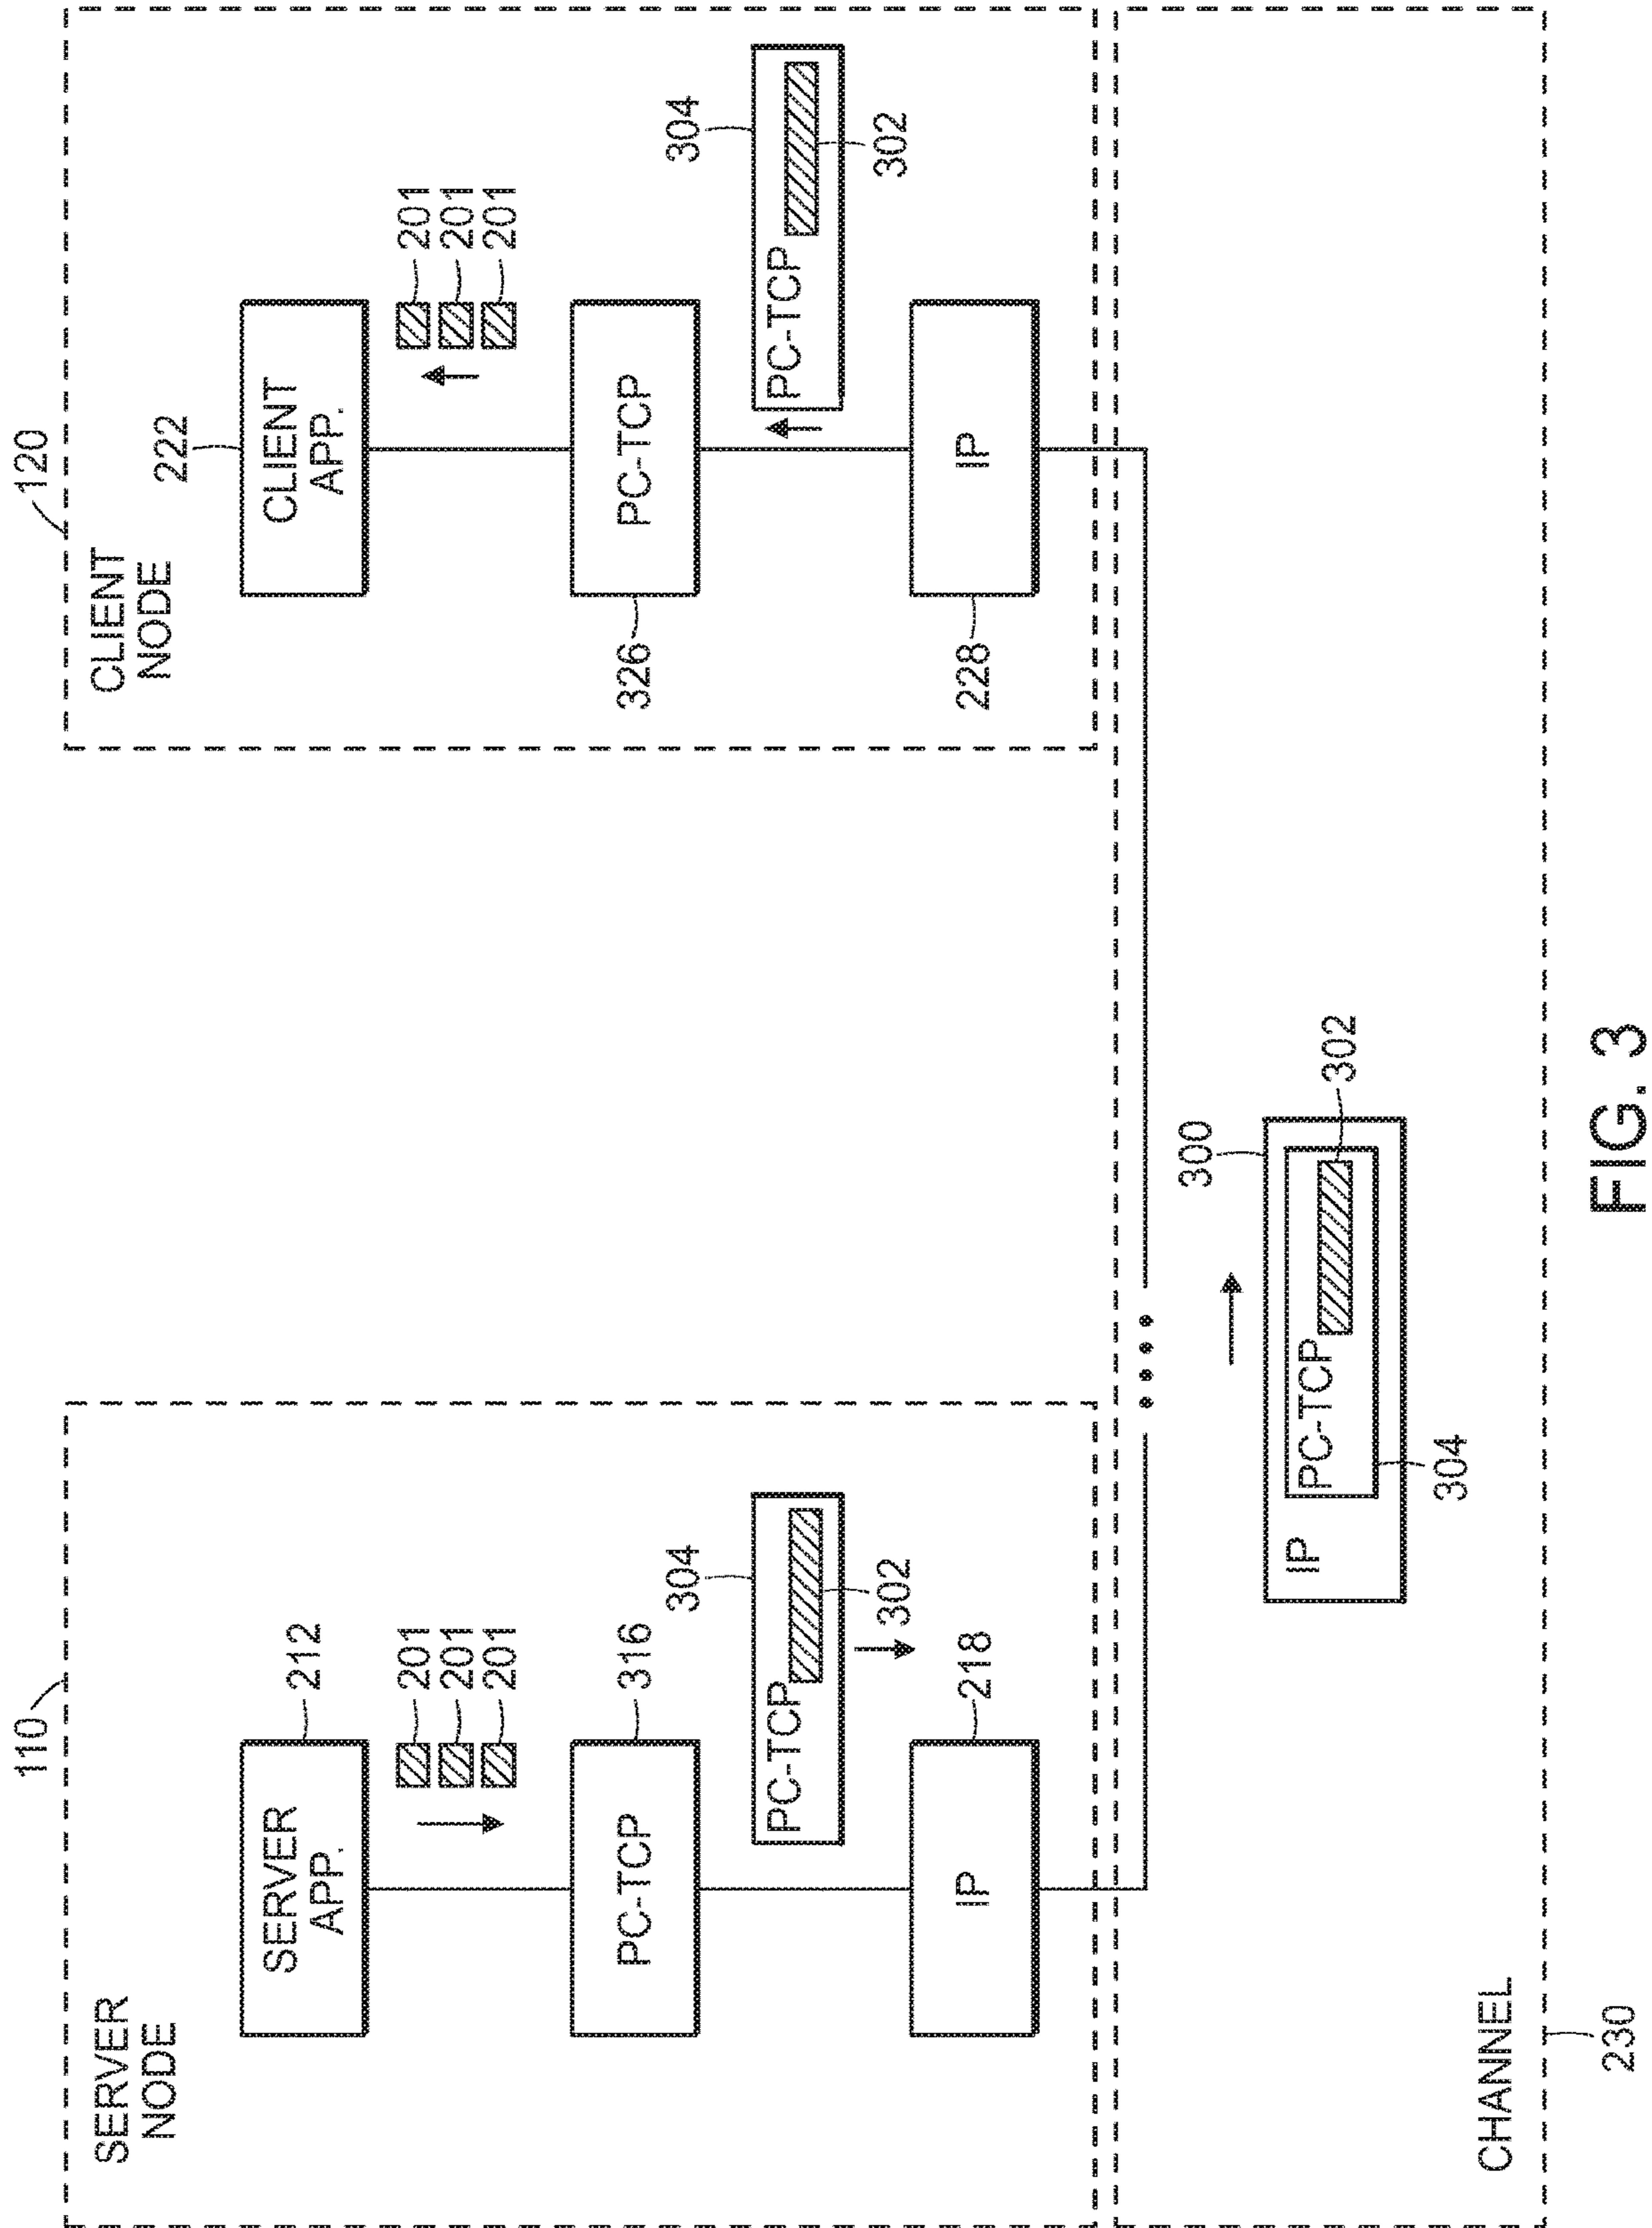 110
120
SERVER
NODE
CLIENT
NODE
SERVER
APP.
212
201
201
201
PC-TCP
316
304
PC-TCP
302
IP
218
222
CLIENT
APP.
201
201
201
PC-TCP
326
304
PC-TCP
302
IP
228
300
IP
PC-TCP
302
304
CHANNEL
230
FIG. 3